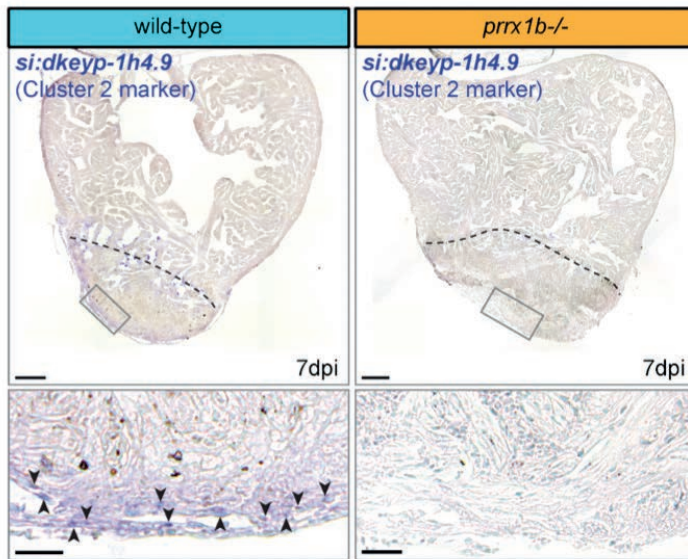 wild-type
prrx1b-/-
si:dkeyp-1h4.9
(Cluster 2 marker)
si:dkeyp-1h4.9
(Cluster 2 marker)
7dpi
7dpi